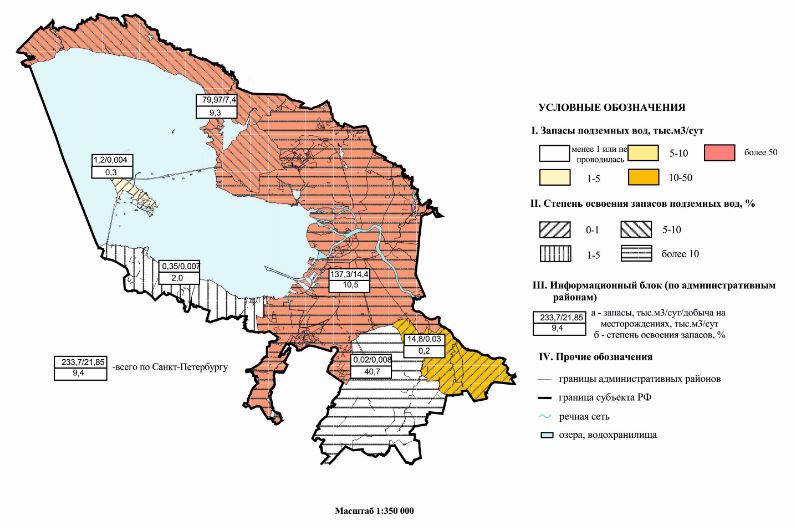 79,97/7,4
9,3
1,2/0,004
0,3
0,35/0,007
2,0
137,3/14,4
10,5
14,8/0,03
0,2
0,02/0,008
40,7
233,7/21,85
9,4
-всего по Санкт-Петербургу
УСЛОВНЫЕ ОБОЗНАЧЕНИЯ
I. Запасы подземных вод, тыс.м3/сут
менее 1 или не
проводилась
5-10
более 50
1-5
10-50
II. Степень освоения запасов подземных вод, %
0-1
5-10
1-5
более 10
III. Информационный блок (по административным
районам)
233,7/21,85
9,4
а - запасы, тыс.м3/сут/добыча на
месторождениях, тыс.м3/сут
б - степень освоения запасов, %
IV. Прочие обозначения
границы административных районов
граница субъекта РФ
речная сеть
озера, водохранилища
Масштаб 1:350 000